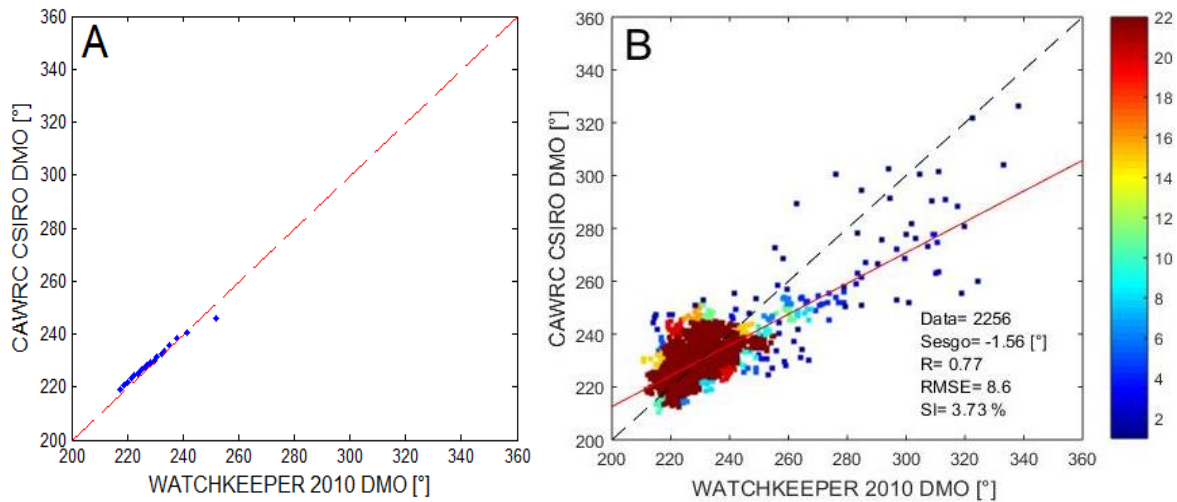 A
CAWRC CSIRO DMO [°]
360
340
320
300
280
260
240
220
200
200 220 240 260 280 300 320 340 360
WATCHKEEPER 2010 DMO [°]
B
CAWRC CSIRO DMO [°]
360
340
320
300
280
260
240
220
200
Data= 2256
Sesgo= -1.56 [°]
R= 0.77
RMSE= 8.6
SI= 3.73 %
200 220 240 260 280 300 320 340 360
WATCHKEEPER 2010 DMO [°]
22
20
18
16
14
12
10
8
6
4
2